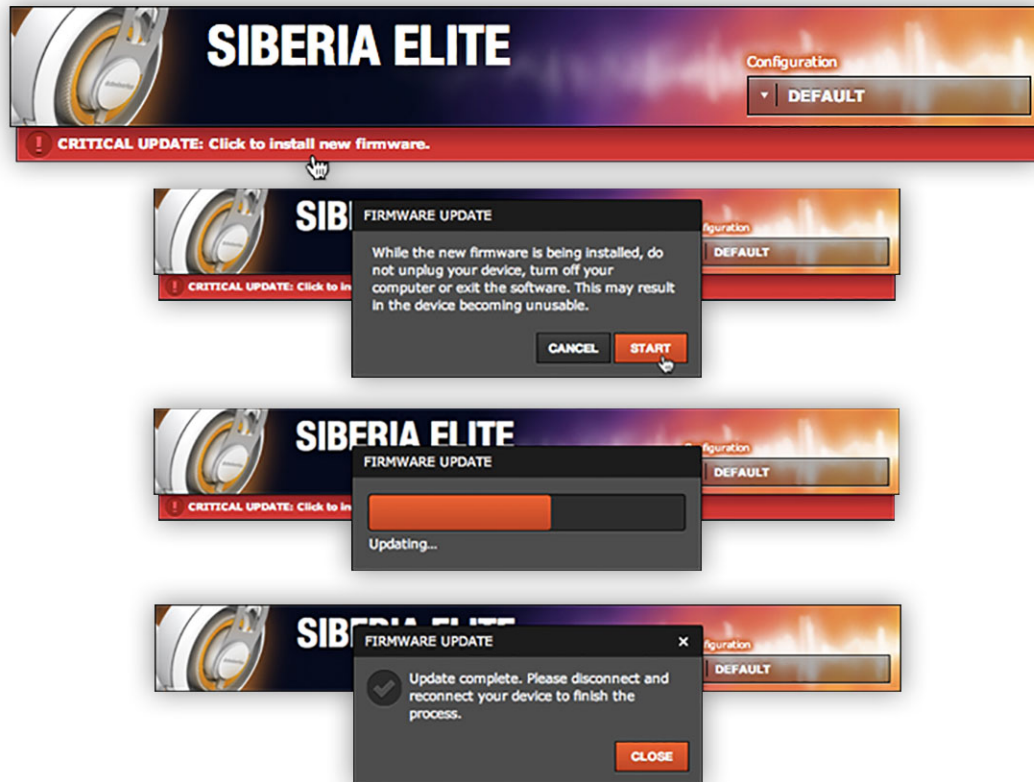 SIBERIA ELITE
Configuration
DEFAULT
CRITICAL UPDATE: Click to install new firmware.
SIB
FIRMWARE UPDATE
figuration
DEFAULT
While the new firmware is being installed, do
not unplug your device, turn off your
computer or exit the software. This may result
in the device becoming unusable.
CRITICAL UPDATE: Click to in
CANCEL START
SIBERIA ELITE
Configuration
FIRMWARE UPDATE
DEFAULT
CRITICAL UPDATE: Click to in
Updating...
SIBERIA ELITE
FIRMWARE UPDATE
figuration
DEFAULT
Update complete. Please disconnect and
reconnect your device to finish the
process.
CLOSE